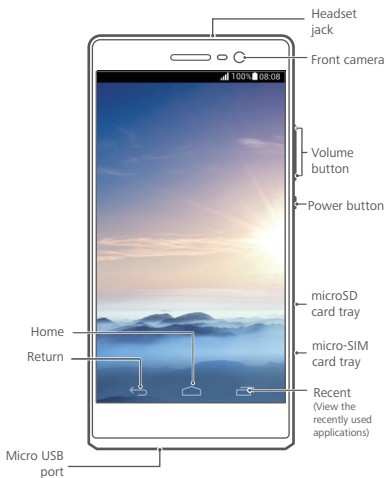 Headset
jack
Front camera
100% 08:08
Volume
button
Power button
microSD
card tray
Home
micro-SIM
card tray
Return
Recent
(View the
recently used
applications)
Micro USB
port